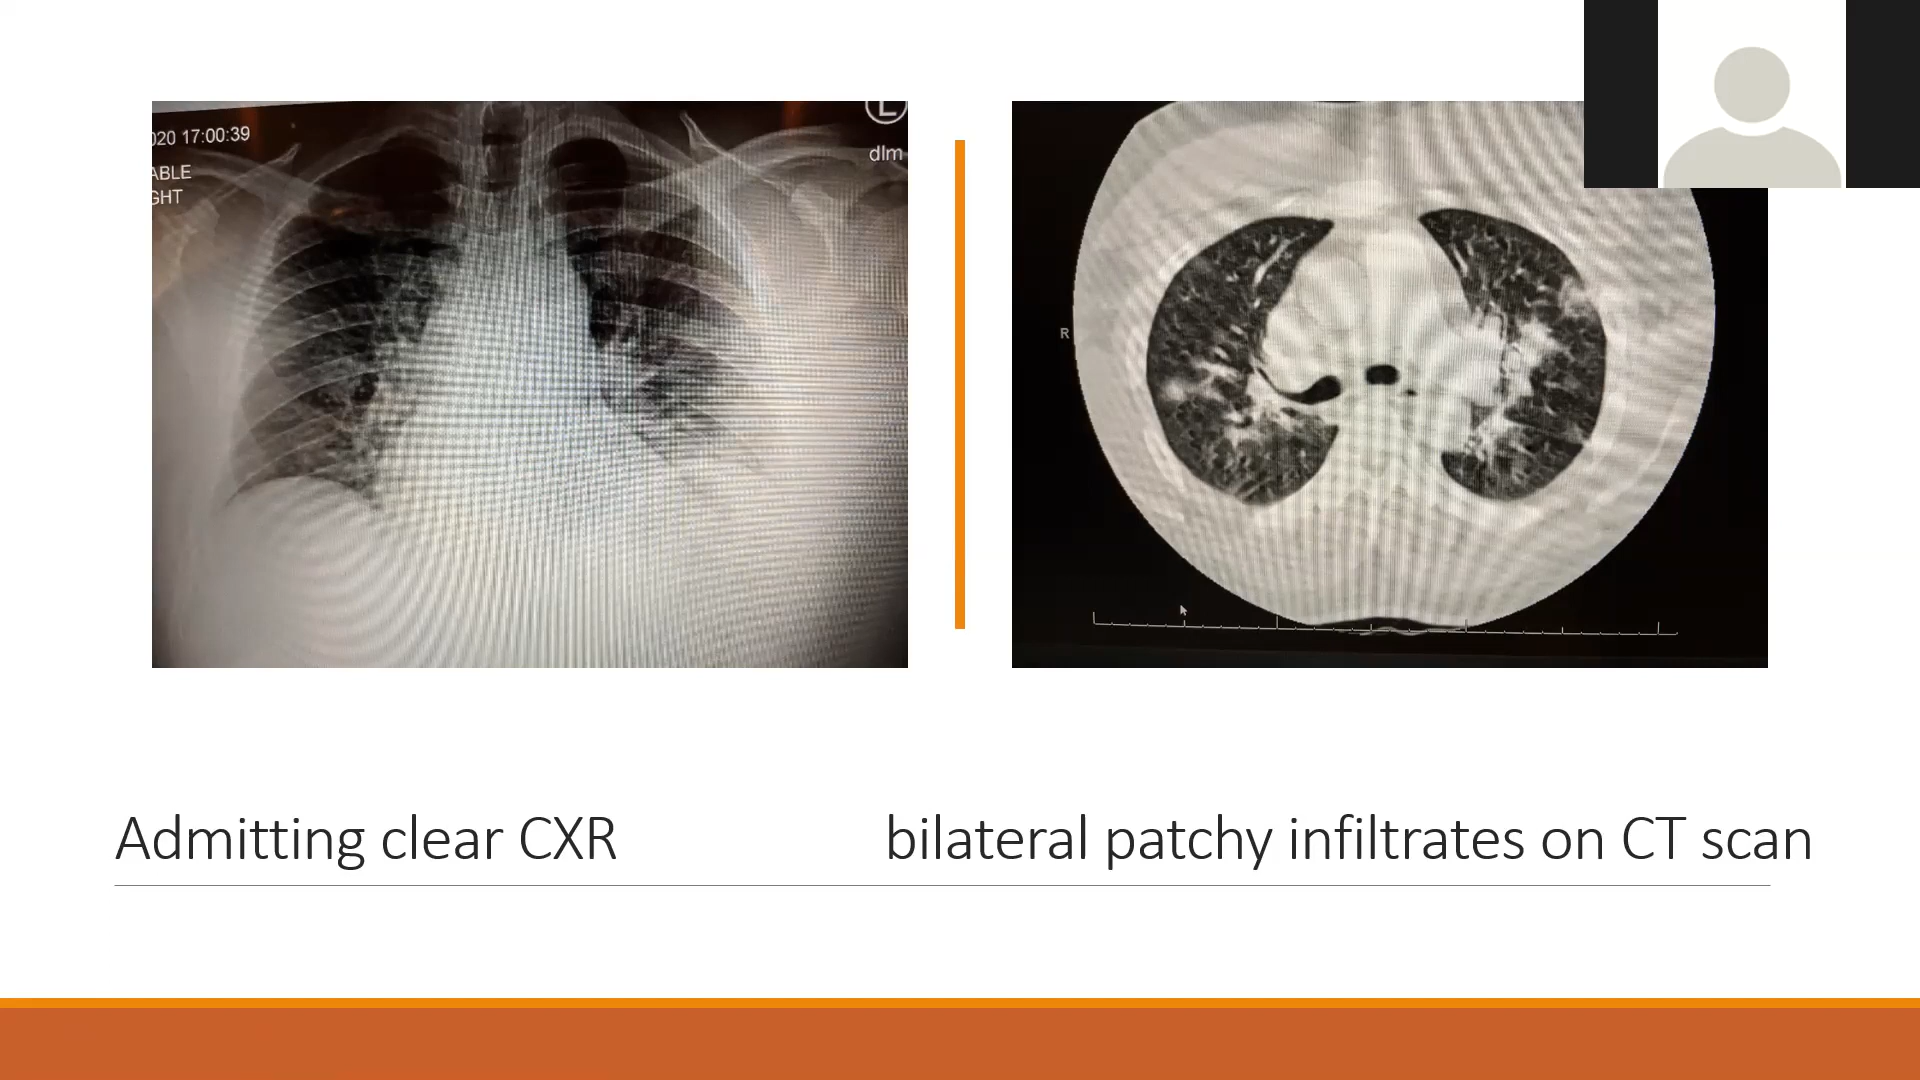 020 17:00:39
L
dlm
ABLE
GHT
R
Admitting clear CXR
bilateral patchy infiltrates on CT scan